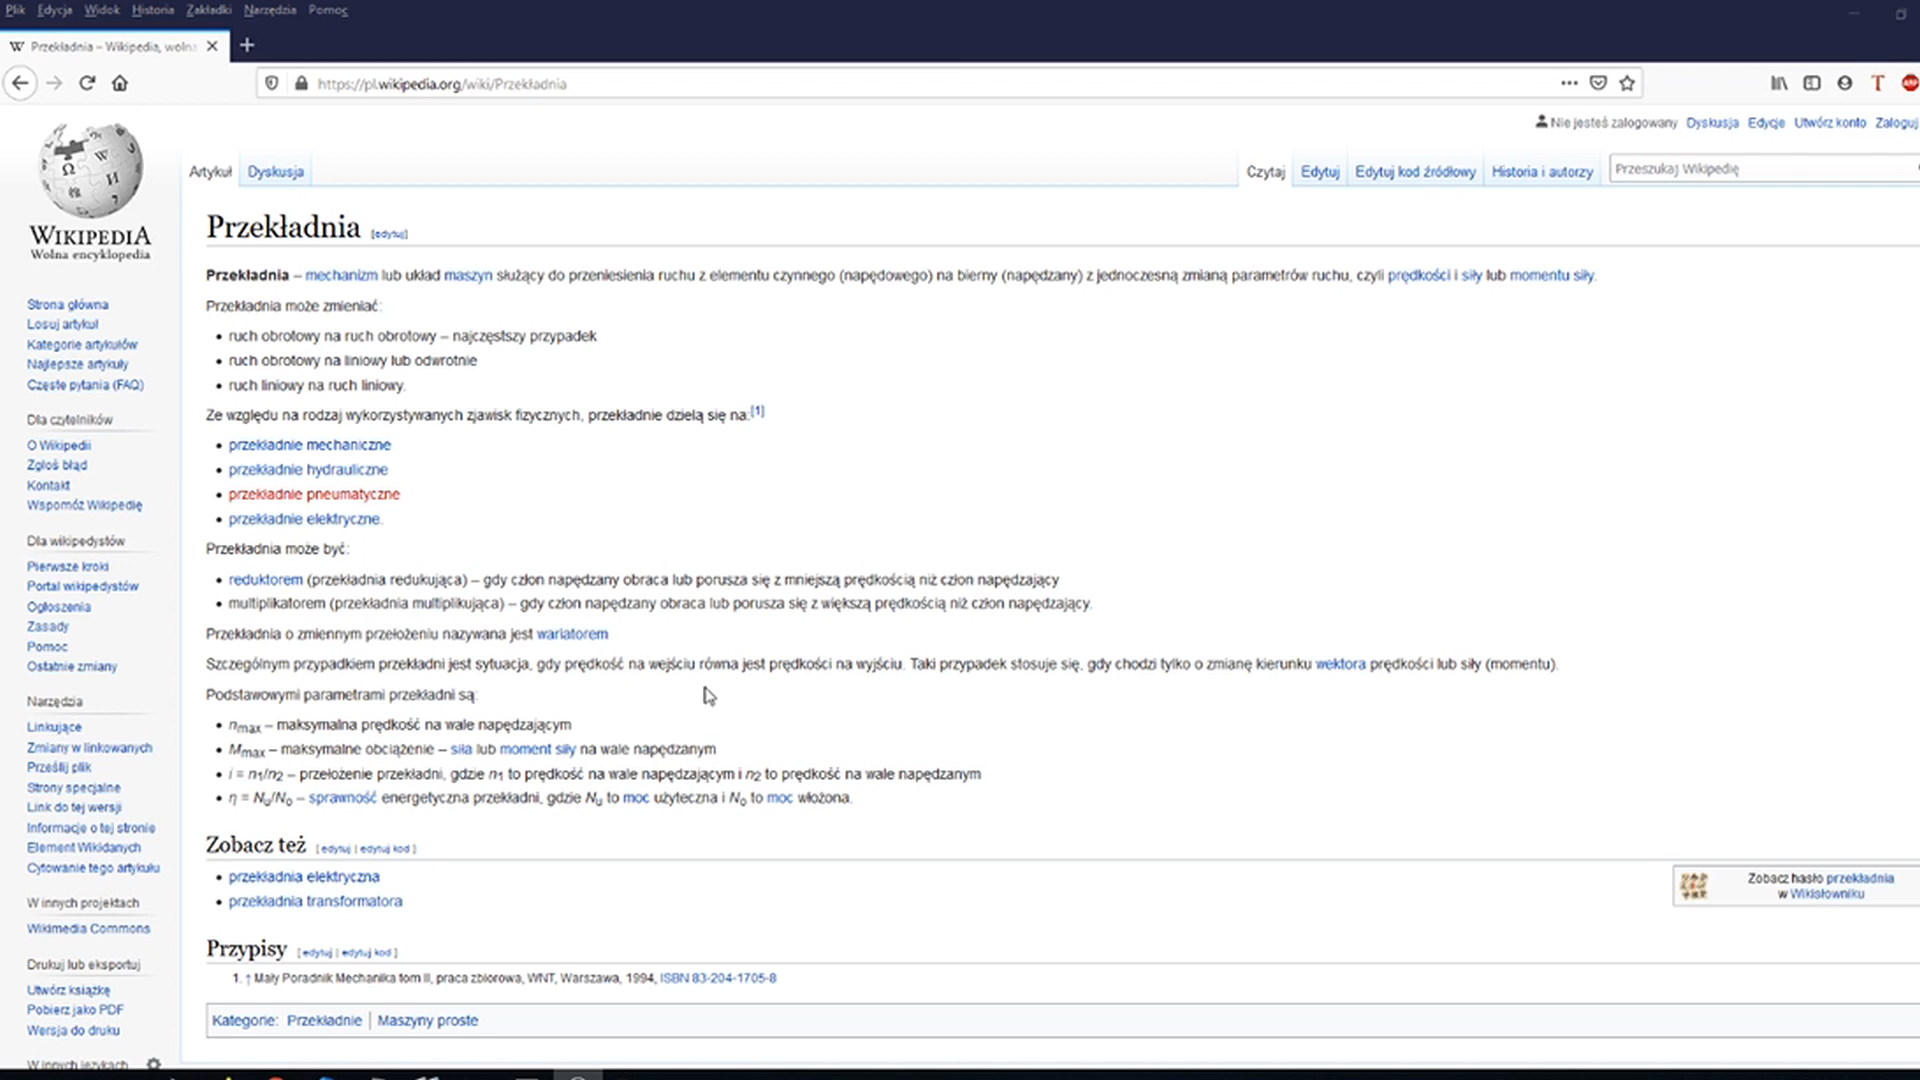 Plik Edycja Widok Historia Zakładki Narzędzia Pomoc
Przekładnia – Wikipedia, wolna
https://pl.wikipedia.org/wiki/Przekładnia
Nie jesteś zalogowany Dyskusja Edycje Utwórz konto Zaloguj
Artykuł Dyskusja Czytaj Edytuj Edytuj kod źródłowy Historia i autorzy Przeszukaj Wikipedię
WIKIPEDIA
Wolna encyklopedia
Strona główna
Losuj artykuł
Kategorie artykułów
Najlepsze artykuły
Częste pytania (FAQ)
Dla czytelników
O Wikipedii
Zgłoś błąd
Kontakt
Wspomóż Wikipedię
Dla wikipedystów
Pierwsze kroki
Portal wikipedystów
Ogłoszenia
Zasady
Pomoc
Ostatnie zmiany
Narzędzia
Linkujące
Zmiany w linkowanych
Prześlij plik
Strony specjalne
Link do tej wersji
Informacje o tej stronie
Element Wikidanych
Cytowanie tego artykułu
W innych projektach
Wikimedia Commons
Drukuj lub eksportuj
Utwórz książkę
Pobierz jako PDF
Wersja do druku
W innych językach
Przekładnia [edytuj]
Przekładnia – mechanizm lub układ maszyn służący do przeniesienia ruchu z elementu czynnego (napędowego) na bierny (napędzany) z jednoczesną zmianą parametrów ruchu, czyli prędkości i siły lub momentu siły.
Przekładnia może zmieniać:
• ruch obrotowy na ruch obrotowy – najczęstszy przypadek
• ruch obrotowy na liniowy lub odwrotnie
• ruch liniowy na ruch liniowy.
Ze względu na rodzaj wykorzystywanych zjawisk fizycznych, przekładnie dzielą się na:[1]
• przekładnie mechaniczne
• przekładnie hydrauliczne
• przekładnie pneumatyczne
• przekładnie elektryczne.
Przekładnia może być:
• reduktorem (przekładnia redukująca) – gdy człon napędzany obraca lub porusza się z mniejszą prędkością niż człon napędzający
• multiplikatorem (przekładnia multiplikująca) – gdy człon napędzany obraca lub porusza się z większą prędkością niż człon napędzający.
Przekładnia o zmiennym przełożeniu nazywana jest wariatorem
Szczególnym przypadkiem przekładni jest sytuacja, gdy prędkość na wejściu równa jest prędkości na wyjściu. Taki przypadek stosuje się, gdy chodzi tylko o zmianę kierunku wektora prędkości lub siły (momentu).
Podstawowymi parametrami przekładni są:
• nmax – maksymalna prędkość na wale napędzającym
• Mmax – maksymalne obciążenie – siła lub moment siły na wale napędzanym
• i = n1/n2 – przełożenie przekładni, gdzie n1 to prędkość na wale napędzającym i n2 to prędkość na wale napędzanym
• η = Nu/No – sprawność energetyczna przekładni, gdzie Nu to moc użyteczna i No to moc włożona.
Zobacz też [ edytuj | edytuj kod ]
• przekładnia elektryczna
• przekładnia transformatora
Zobacz hasło przekładnia
w Wikisłowniku
Przypisy [ edytuj | edytuj kod ]
1. ↑ Mały Poradnik Mechanika tom II, praca zbiorowa, WNT, Warszawa, 1994, ISBN 83-204-1705-8
Kategorie: Przekładnie | Maszyny proste